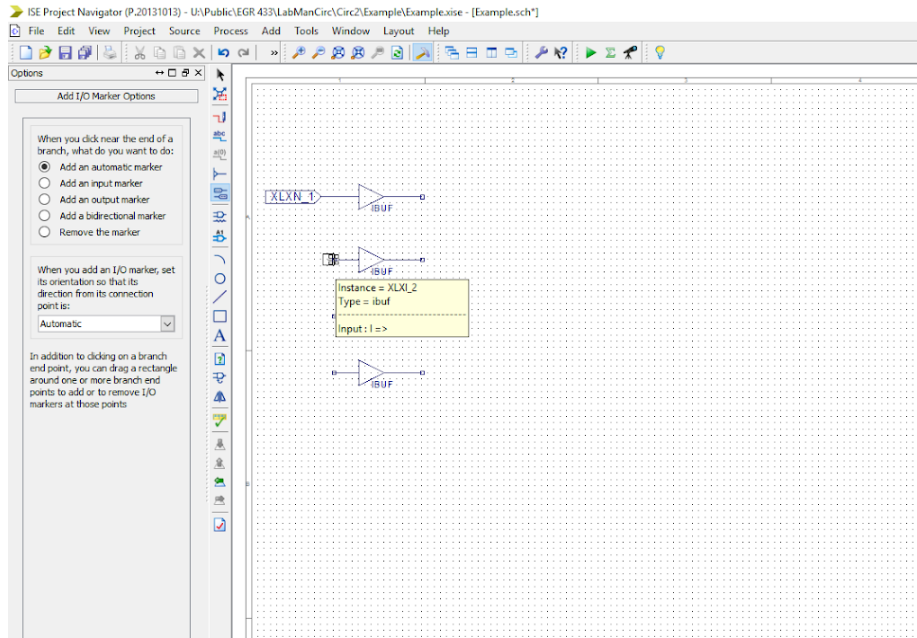 ISE Project Navigator (P.20131013) - U:\Public\EGR 433\LabManCirc\Circ2\Example\Example.xise - [Example.sch*]
File Edit View Project Source Process Add Tools Window Layout Help
Options
Add I/O Marker Options
When you click near the end of a
branch, what do you want to do:
Add an automatic marker
Add an input marker
Add an output marker
Add a bidirectional marker
Remove the marker
When you add an I/O marker, set
its orientation so that its
direction from its connection
point is:
Automatic
In addition to clicking on a branch
end point, you can drag a rectangle
around one or more branch end
points to add or to remove I/O
markers at those points
abc
A
XLXN_1
IBUF
IBUF
Instance = XLXI_2
Type = ibuf
Input : I =>
IBUF